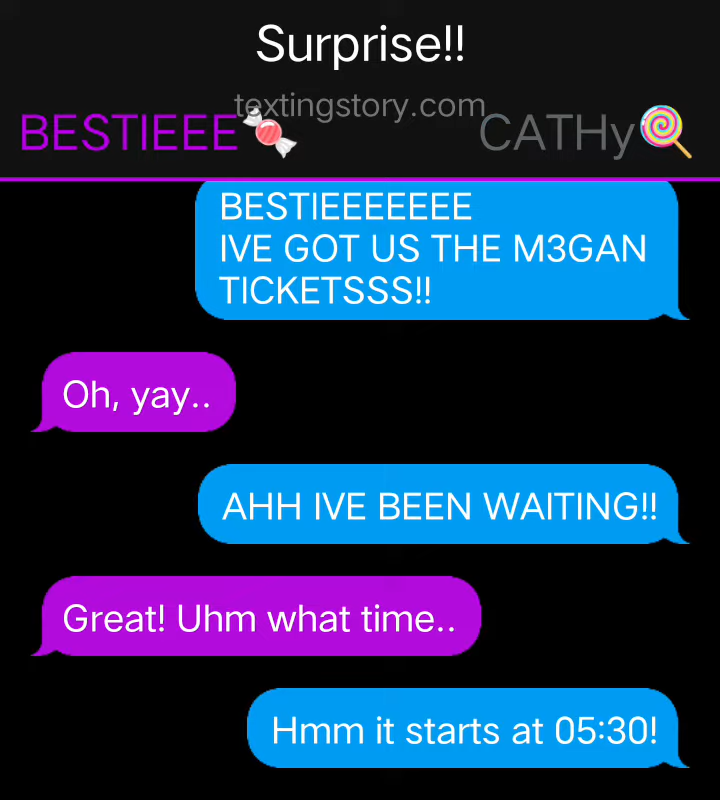 Surprise!!
textingstory.com
BESTIEEE🍬
CATHy🍭
BESTIEEEEEEE
IVE GOT US THE M3GAN
TICKETSSS!!
Oh, yay..
AHH IVE BEEN WAITING!!
Great! Uhm what time..
Hmm it starts at 05:30!